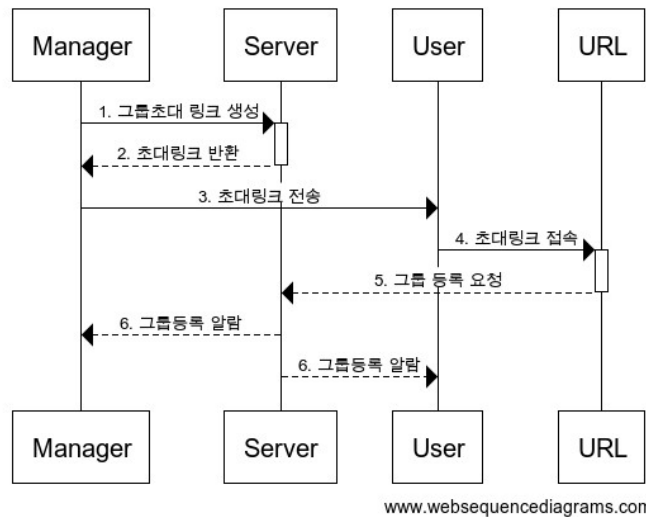 Manager Server User URL
1. 그룹초대 링크 생성
2. 초대링크 반환
3. 초대링크 전송
4. 초대링크 접속
5. 그룹 등록 요청
6. 그룹등록 알람
6. 그룹등록 알람
Manager Server User URL
www.websequencediagrams.com